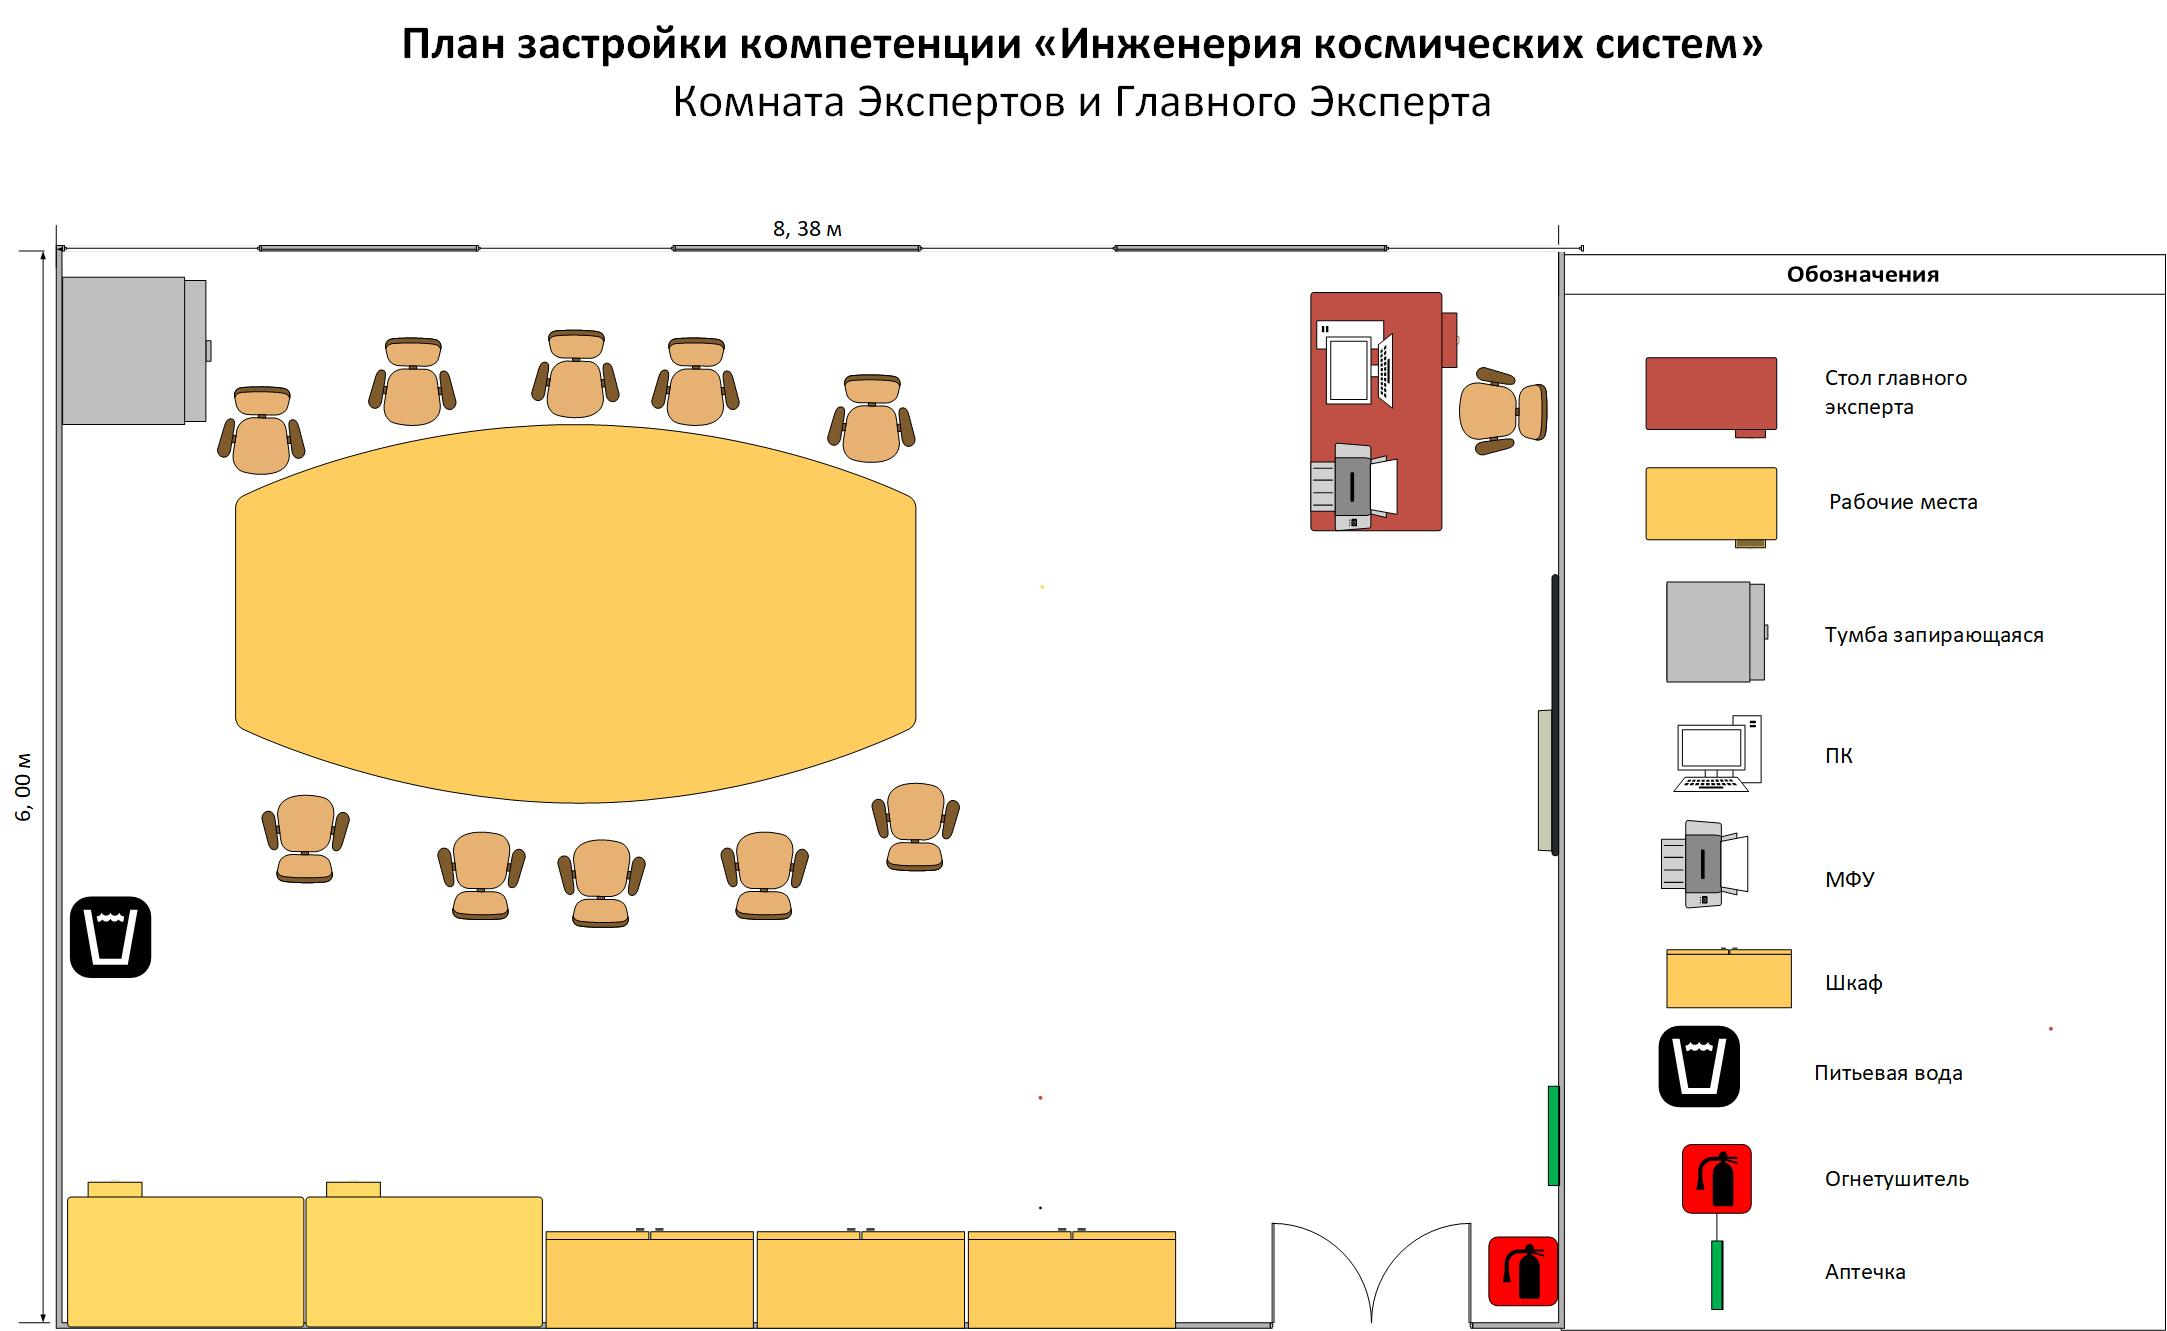 План застройки компетенции «Инженерия космических систем»
Комната Экспертов и Главного Эксперта
8, 38 м
6, 00 м
Обозначения
Стол главного
эксперта
Рабочие места
Тумба запирающаяся
ПК
МФУ
Шкаф
Питьевая вода
Огнетушитель
Аптечка